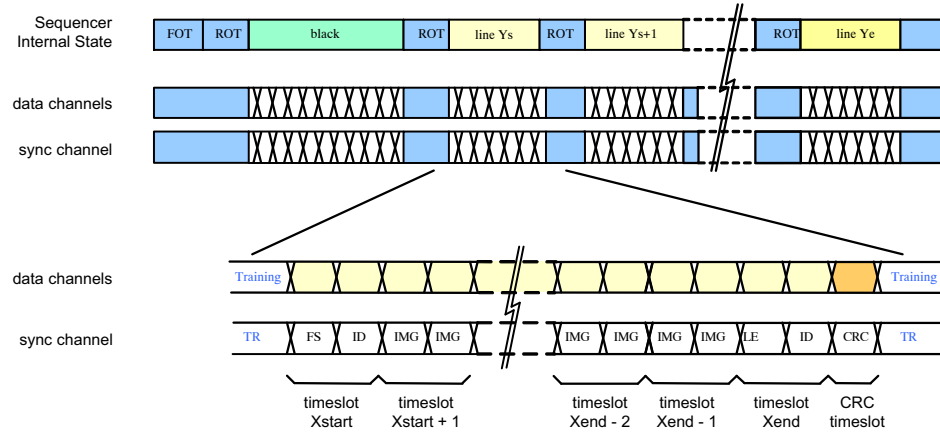 Sequencer
Internal State
FOT ROT black ROT line Ys ROT line Ys+1 ROT line Ye
data channels
sync channel
data channels Training Training
sync channel TR FS ID IMG IMG IMG IMG IMG IMG LE ID CRC TR
timeslot timeslot timeslot timeslot timeslot CRC
Xstart Xstart + 1 Xend - 2 Xend - 1 Xend timeslot